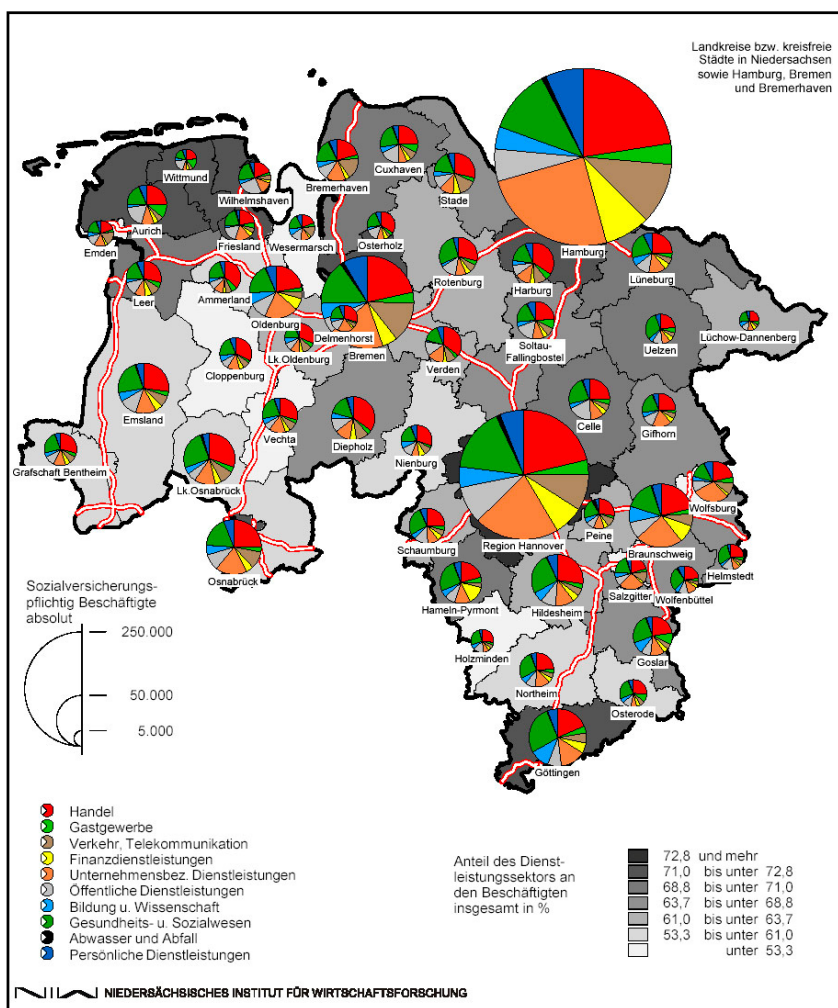 Landkreise bzw. kreisfreie
Städte in Niedersachsen
sowie Hamburg, Bremen
und Bremerhaven
Wittmund
Wilhelmshaven
Bremerhaven
Cuxhaven
Stade
Aurich
Emden
Friesland
Wesermarsch
Osterholz
Rotenburg
Hamburg
Harburg
Lüneburg
Leer
Ammerland
Oldenburg
Delmenhorst
Bremen
Lk.Oldenburg
Cloppenburg
Verden
Soltau-
Fallingbostel
Uelzen
Lüchow-Dannenberg
Emsland
Vechta
Diepholz
Nienburg
Celle
Gifhorn
Grafschaft Bentheim
Lk.Osnabrück
Osnabrück
Schaumburg
Region Hannover
Peine
Braunschweig
Wolfsburg
Helmstedt
Hameln-Pyrmont
Hildesheim
Salzgitter
Wolfenbüttel
Holzminden
Northeim
Goslar
Osterode
Göttingen
Sozialversicherungs-
pflichtig Beschäftigte
absolut
250.000
50.000
5.000
Handel
Gastgewerbe
Verkehr, Telekommunikation
Finanzdienstleistungen
Unternehmensbez. Dienstleistungen
Öffentliche Dienstleistungen
Bildung u. Wissenschaft
Gesundheits- u. Sozialwesen
Abwasser und Abfall
Persönliche Dienstleistungen
Anteil des Dienst-
leistungssektors an
den Beschäftigten
insgesamt in %
72,8 und mehr
71,0 bis unter 72,8
68,8 bis unter 71,0
63,7 bis unter 68,8
61,0 bis unter 63,7
53,3 bis unter 61,0
unter 53,3
NIEDERSÄCHSISCHES INSTITUT FÜR WIRTSCHAFTSFORSCHUNG